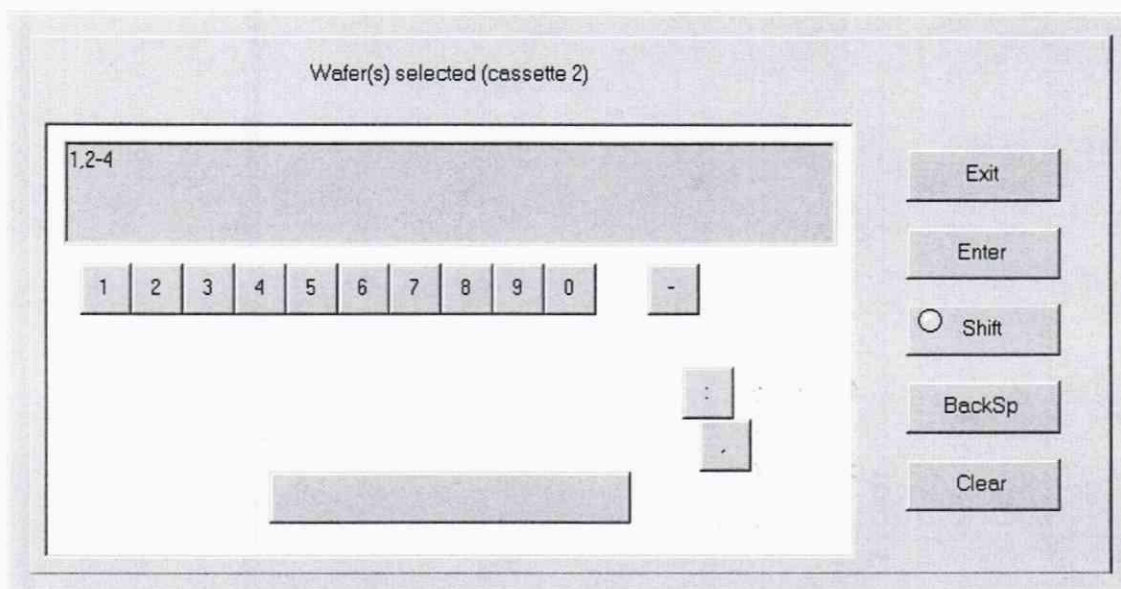 Wafer(s) selected (cassette 2)
1,2-4
Exit
1 2 3 4 5 6 7 8 9 0 -
Enter
Shift
:
BackSp
,
Clear